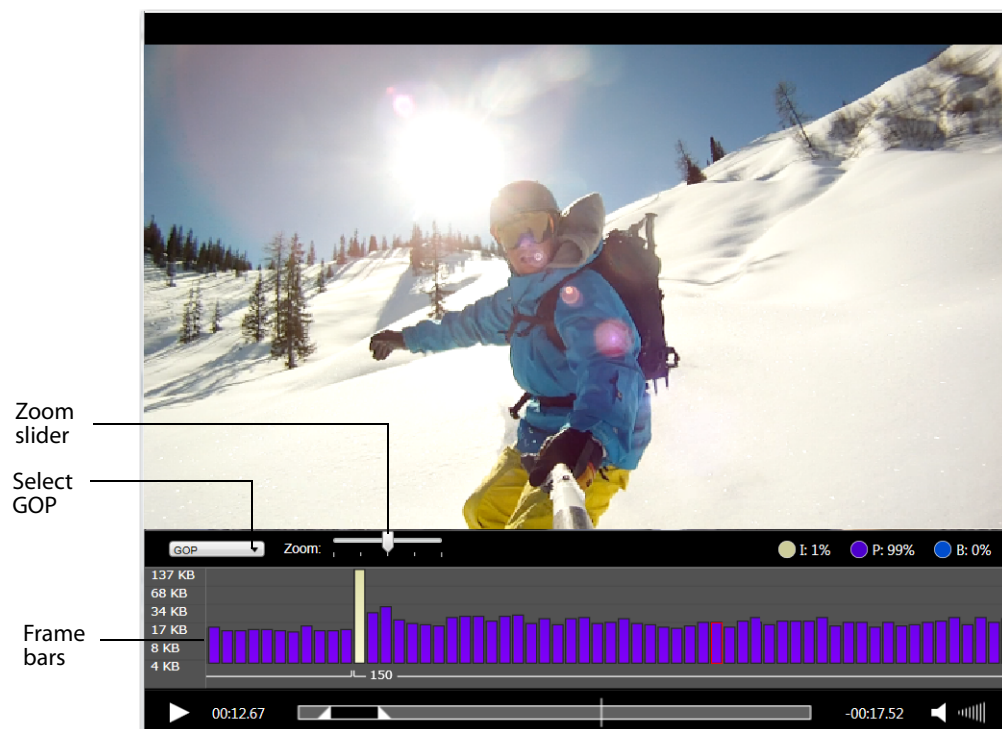 Zoom
slider
Select
GOP
GOP
Zoom:
I: 1%
P: 99%
B: 0%
137 KB
68 KB
34 KB
17 KB
8 KB
4 KB
Frame
bars
150
00:12.67
-00:17.52